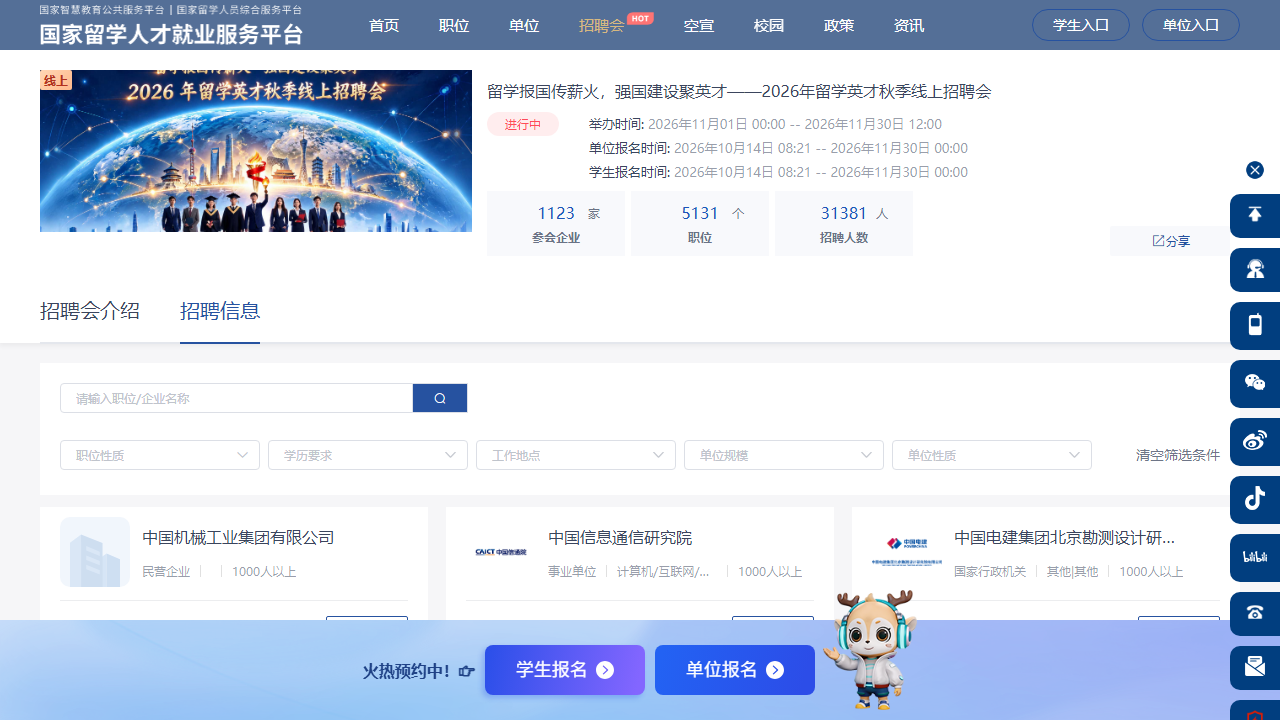 国家智慧教育公共服务平台 | 国家留学人员综合服务平台
国家留学人才就业服务平台
首页
职位
单位
招聘会
HOT
空宣
校园
政策
资讯
学生入口
单位入口
线上
2026 年留学英才秋季线上招聘会
留学报国传薪火，强国建设聚英才——2026年留学英才秋季线上招聘会
进行中
举办时间: 2026年11月01日 00:00 -- 2026年11月30日 12:00
单位报名时间: 2026年10月14日 08:21 -- 2026年11月30日 00:00
学生报名时间: 2026年10月14日 08:21 -- 2026年11月30日 00:00
1123 家
参会企业
5131 个
职位
31381 人
招聘人数
分享
招聘会介绍
招聘信息
请输入职位/企业名称
职位性质
学历要求
工作地点
单位规模
单位性质
清空筛选条件
中国机械工业集团有限公司
民营企业
1000人以上
CAICT 中国信通院
中国信息通信研究院
事业单位
计算机/互联网/...
1000人以上
中国电建
POWERCHINA
中国电建集团北京勘测设计研...
国家行政机关
其他|其他
1000人以上
火热预约中!
学生报名
单位报名
bilibili